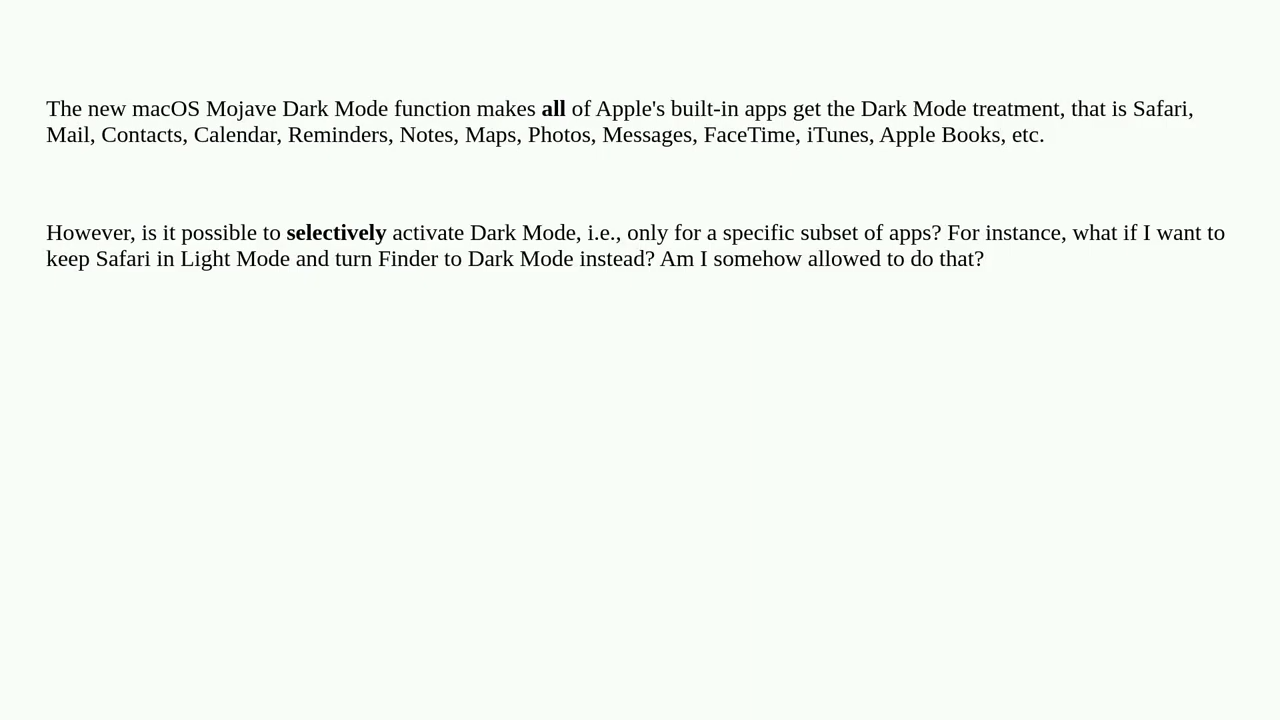 The new macOS Mojave Dark Mode function makes all of Apple's built-in apps get the Dark Mode treatment, that is Safari,
Mail, Contacts, Calendar, Reminders, Notes, Maps, Photos, Messages, FaceTime, iTunes, Apple Books, etc.
However, is it possible to selectively activate Dark Mode, i.e., only for a specific subset of apps? For instance, what if I want to
keep Safari in Light Mode and turn Finder to Dark Mode instead? Am I somehow allowed to do that?